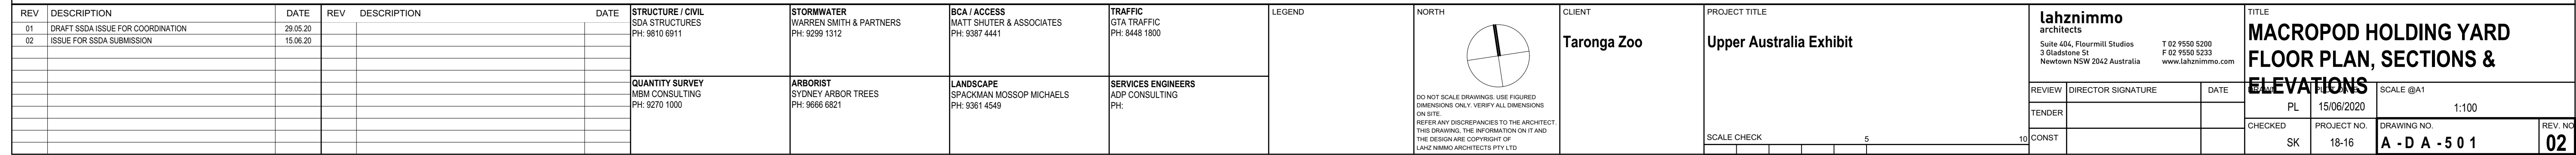 REV DESCRIPTION DATE REV DESCRIPTION DATE
01 DRAFT SSDA ISSUE FOR COORDINATION 29.05.20
02 ISSUE FOR SSDA SUBMISSION 15.06.20
STRUCTURE / CIVIL
SDA STRUCTURES
PH: 9810 6911
STORMWATER
WARREN SMITH & PARTNERS
PH: 9299 1312
BCA / ACCESS
MATT SHUTER & ASSOCIATES
PH: 9387 4441
TRAFFIC
GTA TRAFFIC
PH: 8448 1800
QUANTITY SURVEY
MBM CONSULTING
PH: 9270 1000
ARBORIST
SYDNEY ARBOR TREES
PH: 9666 6821
LANDSCAPE
SPACKMAN MOSSOP MICHAELS
PH: 9361 4549
SERVICES ENGINEERS
ADP CONSULTING
PH:
LEGEND
NORTH
DO NOT SCALE DRAWINGS. USE FIGURED
DIMENSIONS ONLY. VERIFY ALL DIMENSIONS
ON SITE.
REFER ANY DISCREPANCIES TO THE ARCHITECT.
THIS DRAWING, THE INFORMATION ON IT AND
THE DESIGN ARE COPYRIGHT OF
LAHZ NIMMO ARCHITECTS PTY LTD
CLIENT
Taronga Zoo
PROJECT TITLE
Upper Australia Exhibit
SCALE CHECK 5 10
lahznimmo
architects
Suite 404, Flourmill Studios T 02 9550 5200
3 Gladstone St F 02 9550 5233
Newtown NSW 2042 Australia www.lahznimmo.com
REVIEW DIRECTOR SIGNATURE DATE
TENDER
CONST
TITLE
MACROPOD HOLDING YARD
FLOOR PLAN, SECTIONS &
ELEVATIONS
SCALE @A1
PL 15/06/2020 1:100
CHECKED PROJECT NO. DRAWING NO. REV. NO
SK 18-16 A-DA-501 02